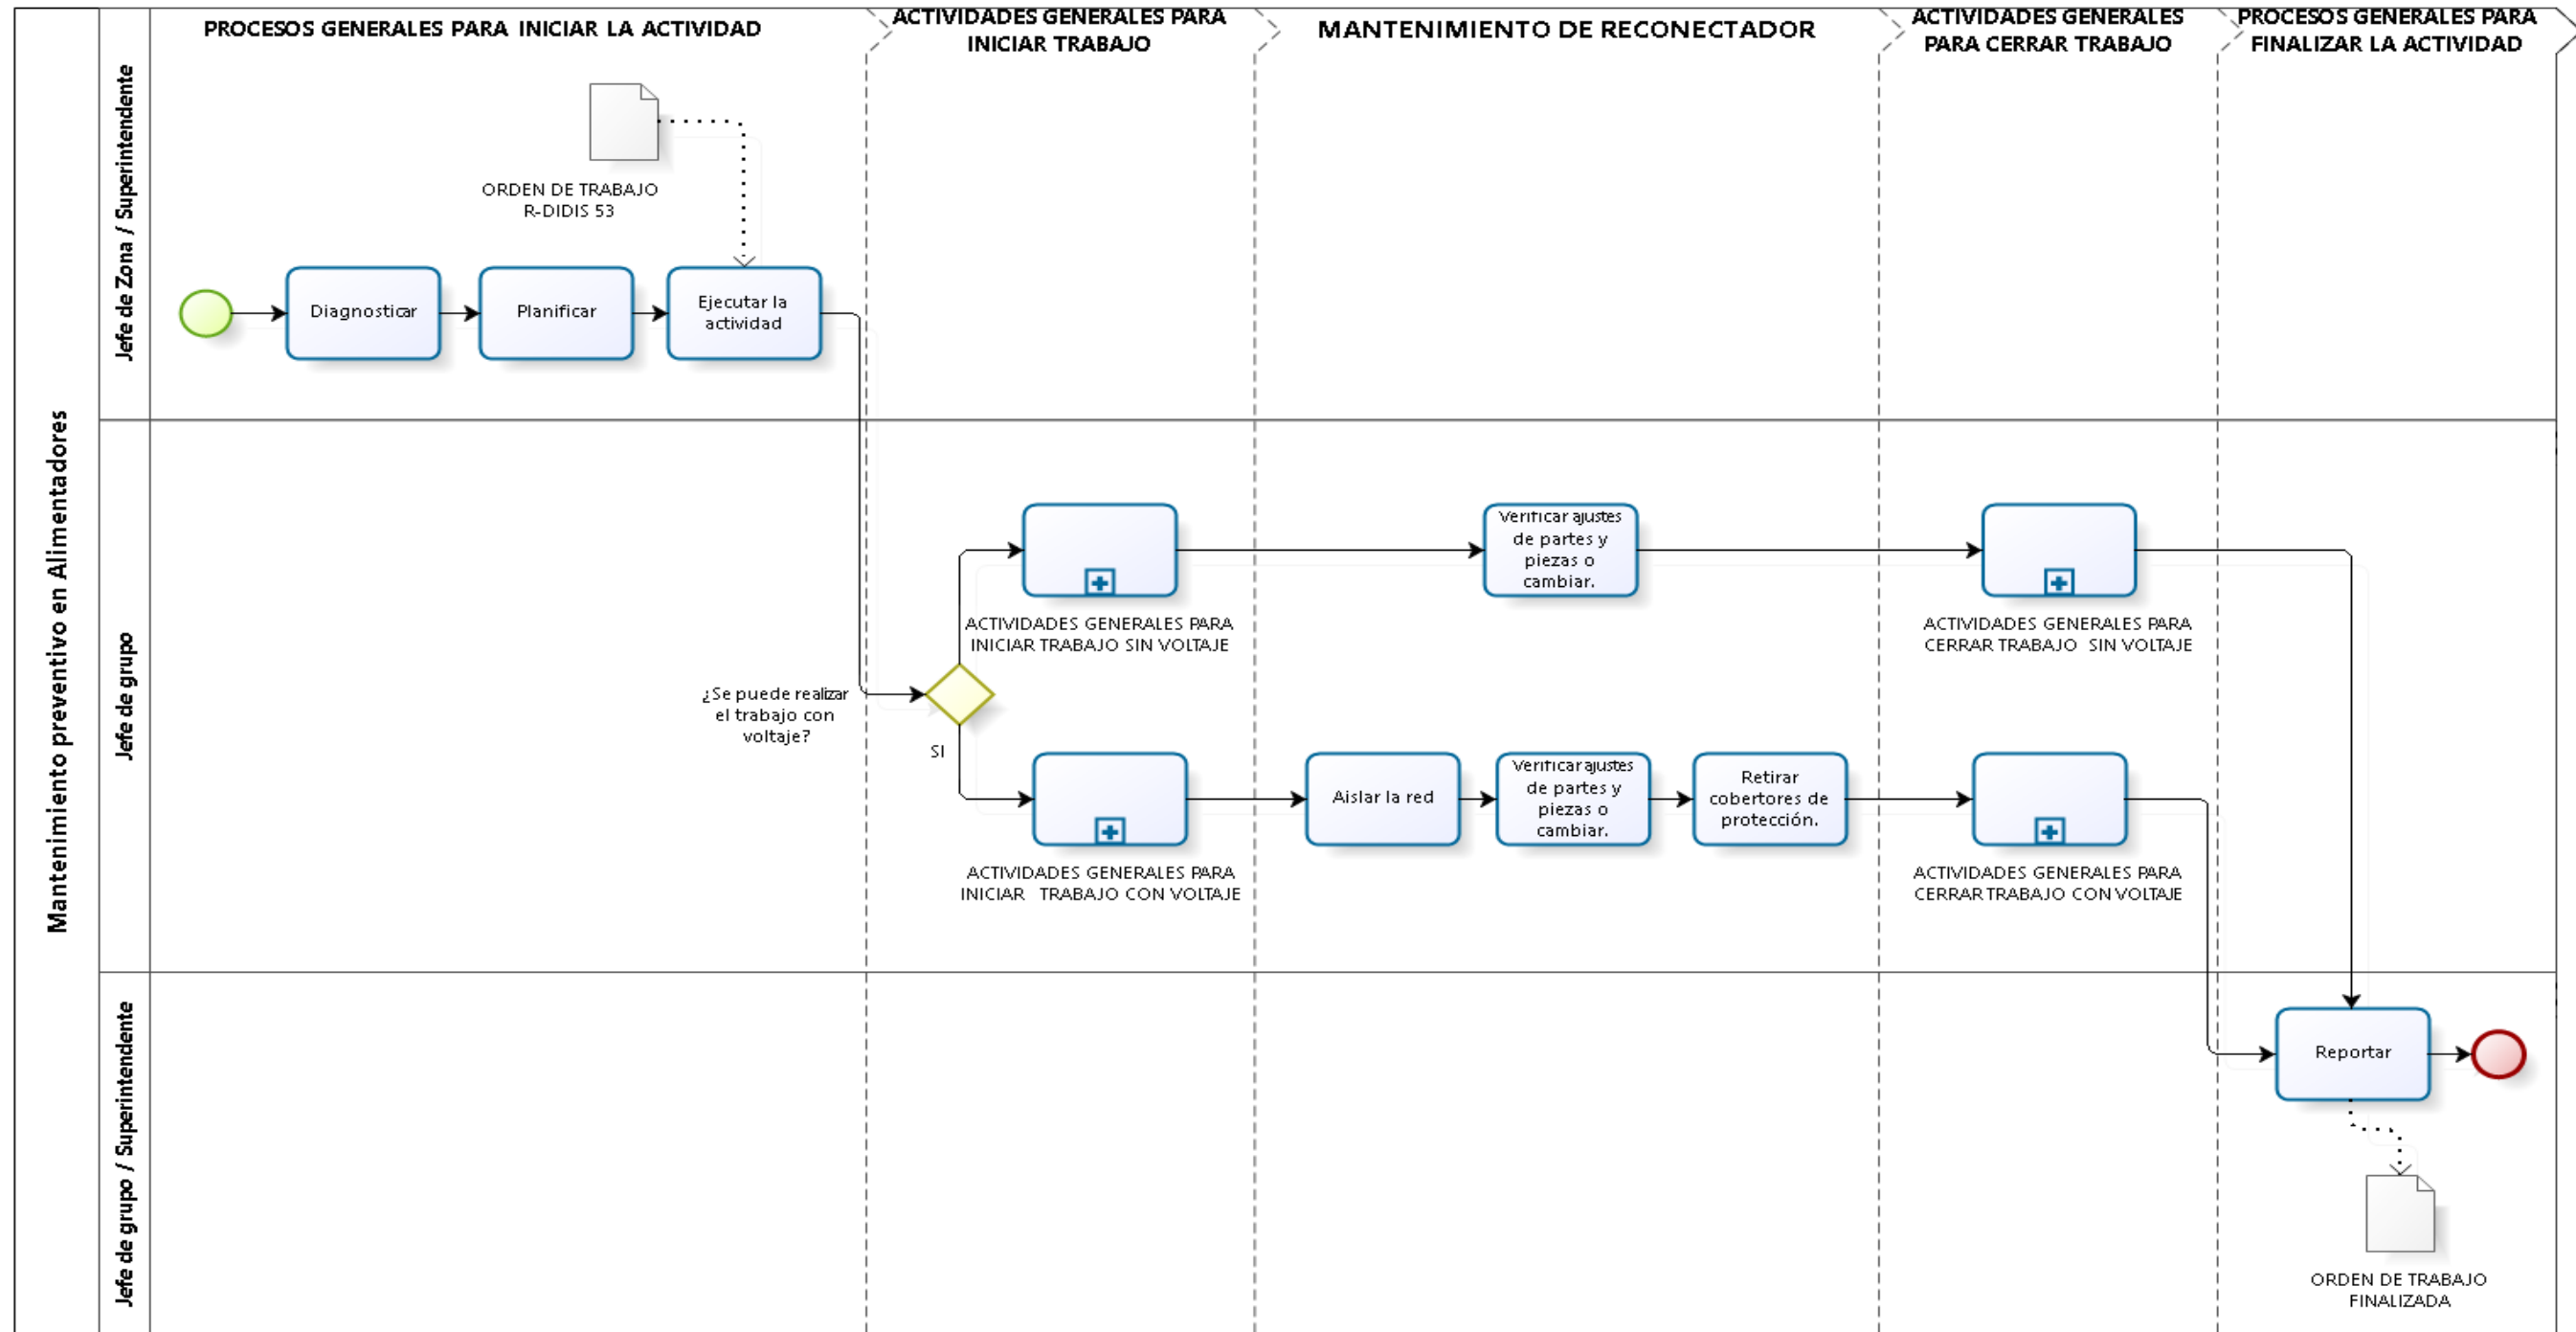 PROCESOS GENERALES PARA INICIAR LA ACTIVIDAD
ACTIVIDADES GENERALES PARA
INICIAR TRABAJO
MANTENIMIENTO DE RECONECTADOR
ACTIVIDADES GENERALES
PARA CERRAR TRABAJO
PROCESOS GENERALES PARA
FINALIZAR LA ACTIVIDAD
Mantenimiento preventivo en Alimentadores
Jefe de Zona / Superintendente
ORDEN DE TRABAJO
R-DIDIS 53
Diagnosticar
Planificar
Ejecutar la
actividad
Jefe de grupo
¿Se puede realizar
el trabajo con
voltaje?
SI
ACTIVIDADES GENERALES PARA
INICIAR TRABAJO SIN VOLTAJE
Verificar ajustes
de partes y
piezas o
cambiar.
ACTIVIDADES GENERALES PARA
CERRAR TRABAJO SIN VOLTAJE
ACTIVIDADES GENERALES PARA
INICIAR TRABAJO CON VOLTAJE
Aislar la red
Verificar ajustes
de partes y
piezas o
cambiar.
Retirar
cobertores de
protección.
ACTIVIDADES GENERALES PARA
CERRAR TRABAJO CON VOLTAJE
Jefe de grupo / Superintendente
Reportar
ORDEN DE TRABAJO
FINALIZADA